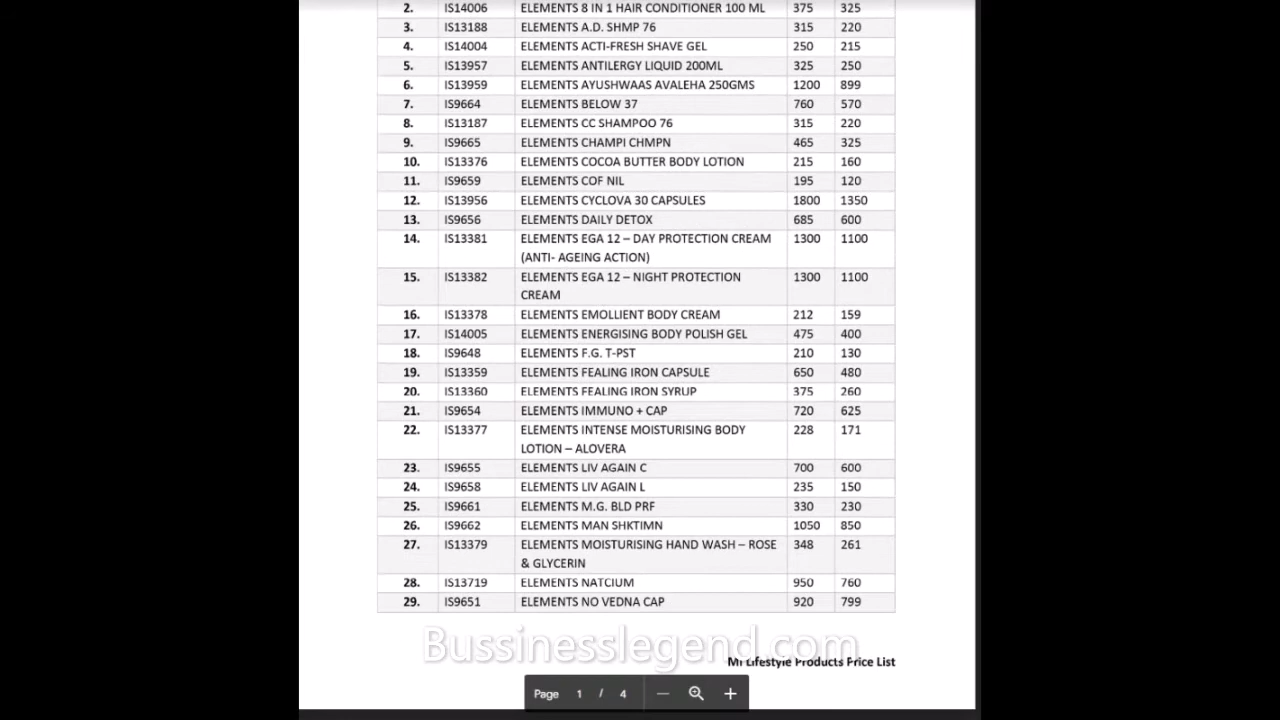 2. IS14006 ELEMENTS 8 IN 1 HAIR CONDITIONER 100 ML 375 325
3. IS13188 ELEMENTS A.D. SHMP 76 315 220
4. IS14004 ELEMENTS ACTI-FRESH SHAVE GEL 250 215
5. IS13957 ELEMENTS ANTILERGY LIQUID 200ML 325 250
6. IS13959 ELEMENTS AYUSHWAAS AVALEHA 250GMS 1200 899
7. IS9664 ELEMENTS BELOW 37 760 570
8. IS13187 ELEMENTS CC SHAMPOO 76 315 220
9. IS9665 ELEMENTS CHAMPI CHMPN 465 325
10. IS13376 ELEMENTS COCOA BUTTER BODY LOTION 215 160
11. IS9659 ELEMENTS COF NIL 195 120
12. IS13956 ELEMENTS CYCLOVA 30 CAPSULES 1800 1350
13. IS9656 ELEMENTS DAILY DETOX 685 600
14. IS13381 ELEMENTS EGA 12 – DAY PROTECTION CREAM 1300 1100
(ANTI- AGEING ACTION)
15. IS13382 ELEMENTS EGA 12 – NIGHT PROTECTION 1300 1100
CREAM
16. IS13378 ELEMENTS EMOLLIENT BODY CREAM 212 159
17. IS14005 ELEMENTS ENERGISING BODY POLISH GEL 475 400
18. IS9648 ELEMENTS F.G. T-PST 210 130
19. IS13359 ELEMENTS FEALING IRON CAPSULE 650 480
20. IS13360 ELEMENTS FEALING IRON SYRUP 375 260
21. IS9654 ELEMENTS IMMUNO + CAP 720 625
22. IS13377 ELEMENTS INTENSE MOISTURISING BODY 228 171
LOTION – ALOVERA
23. IS9655 ELEMENTS LIV AGAIN C 700 600
24. IS9658 ELEMENTS LIV AGAIN L 235 150
25. IS9661 ELEMENTS M.G. BLD PRF 330 230
26. IS9662 ELEMENTS MAN SHKTIMN 1050 850
27. IS13379 ELEMENTS MOISTURISING HAND WASH – ROSE 348 261
& GLYCERIN
28. IS13719 ELEMENTS NATCIUM 950 760
29. IS9651 ELEMENTS NO VEDNA CAP 920 799
Bussinesslegend.com
MI Lifestyle Products Price List
Page 1 / 4